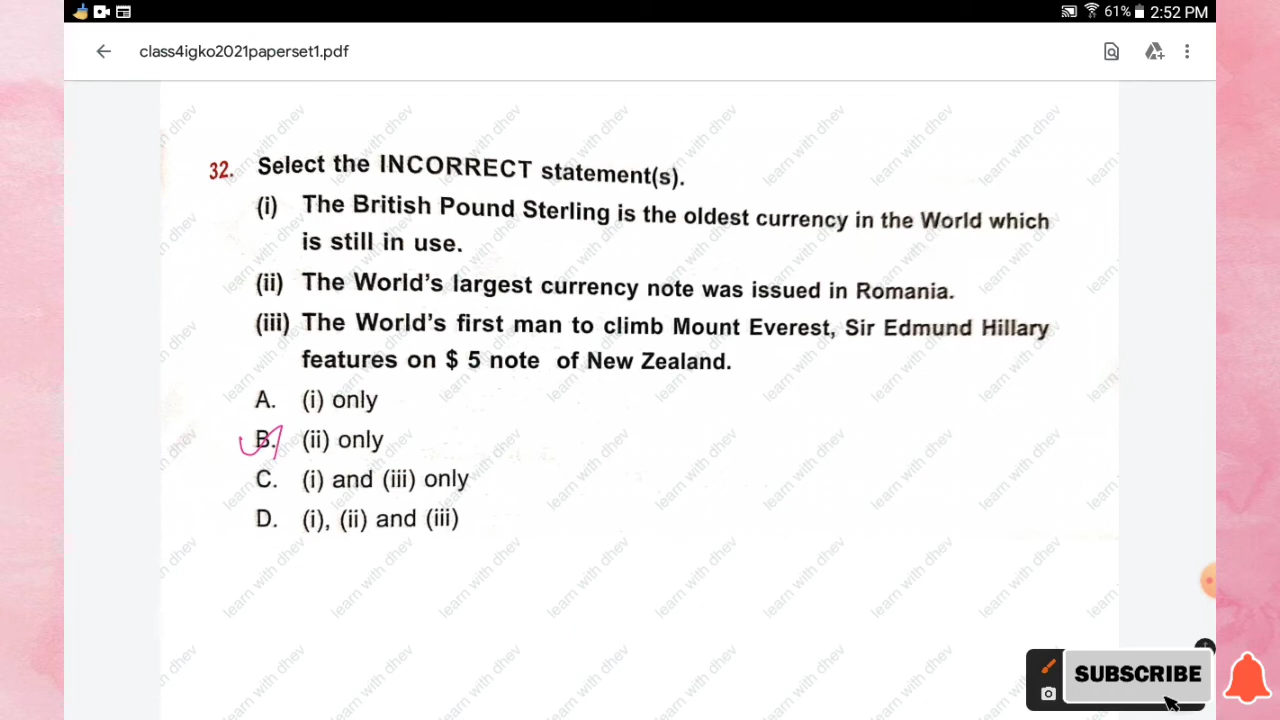 61% 2:52 PM
class4igko2021paperset1.pdf
32. Select the INCORRECT statement(s).
(i) The British Pound Sterling is the oldest currency in the World which
is still in use.
(ii) The World's largest currency note was issued in Romania.
(iii) The World's first man to climb Mount Everest, Sir Edmund Hillary
features on $ 5 note of New Zealand.
A. (i) only
B. (ii) only
C. (i) and (iii) only
D. (i), (ii) and (iii)
learn with dhev
SUBSCRIBE